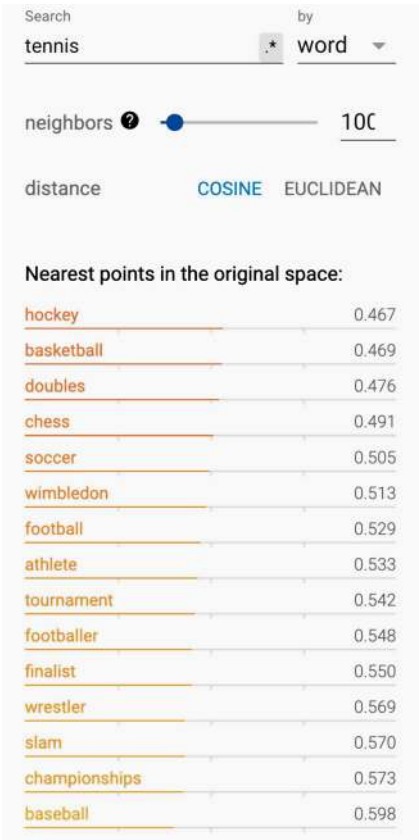 Search by
tennis .* word
neighbors ? 100
distance COSINE EUCLIDEAN
Nearest points in the original space:
hockey 0.467
basketball 0.469
doubles 0.476
chess 0.491
soccer 0.505
wimbledon 0.513
football 0.529
athlete 0.533
tournament 0.542
footballer 0.548
finalist 0.550
wrestler 0.569
slam 0.570
championships 0.573
baseball 0.598